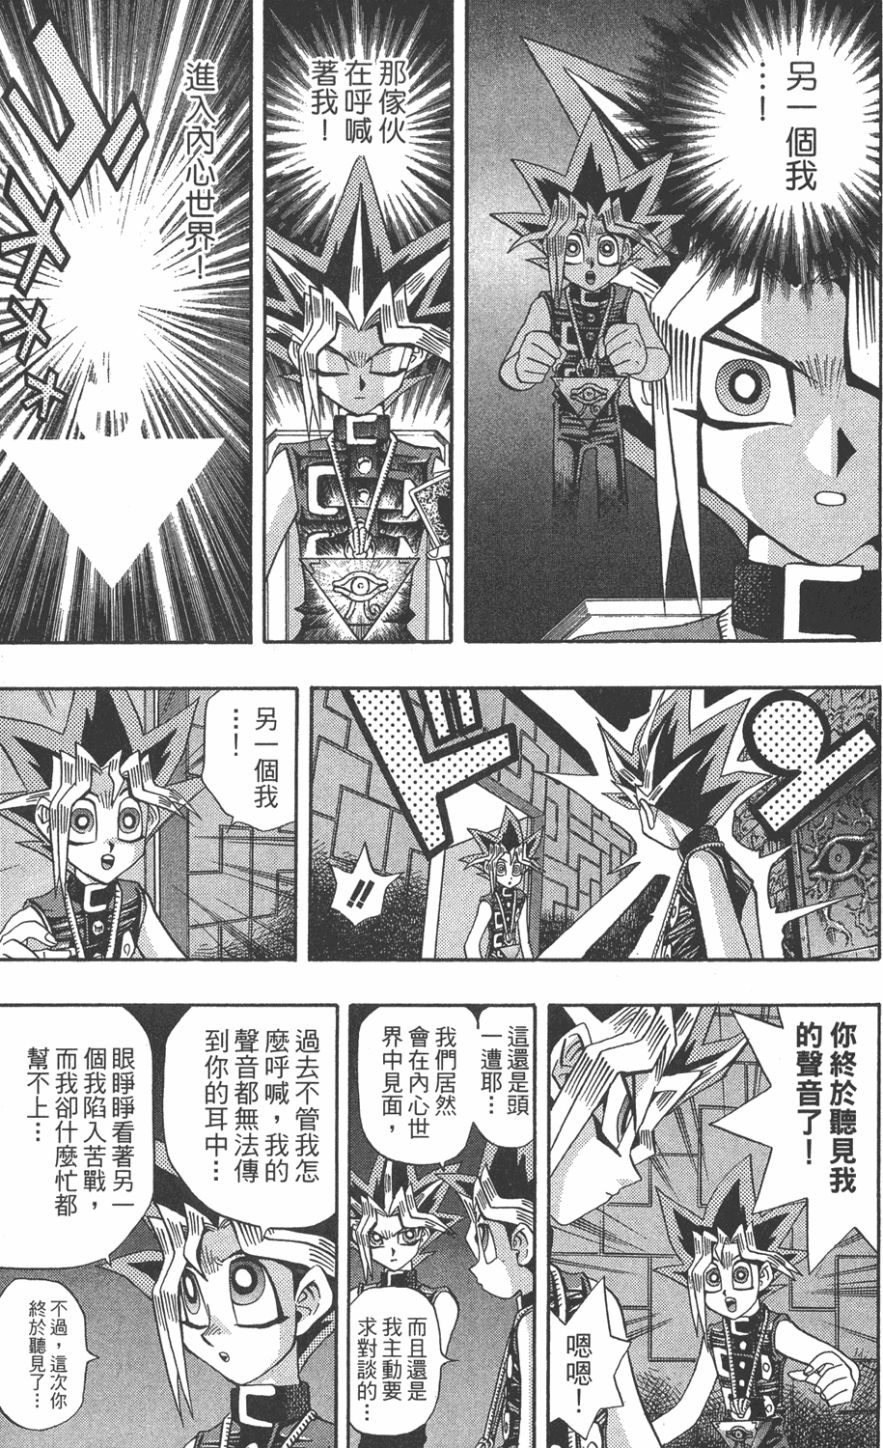 另一個我
…！
那傢伙
在呼喊
著我！
進入內心世界！
ドドン
!!
另一個我
…！
你終於聽見我
的聲音了！
嗯嗯！
這還是頭
一遭耶…
我們居然
會在內心世
界中見面，
而且還是
我主動要
求對談的…
過去不管我怎
麼呼喊，我的
聲音都無法傳
到你的耳中…
眼睜睜看著另一
個我陷入苦戰，
而我卻什麼忙都
幫不上…
不過，這次你
終於聽見了…